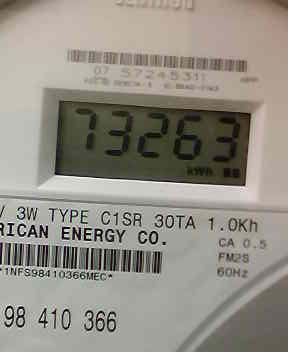 07 57245311
73263
kWh
V 3W TYPE C1SR 30TA 1.0Kh
RICAN ENERGY CO.
CA 0.5
FM2S
*1NFS98410366MEC*
60Hz
98 410 366